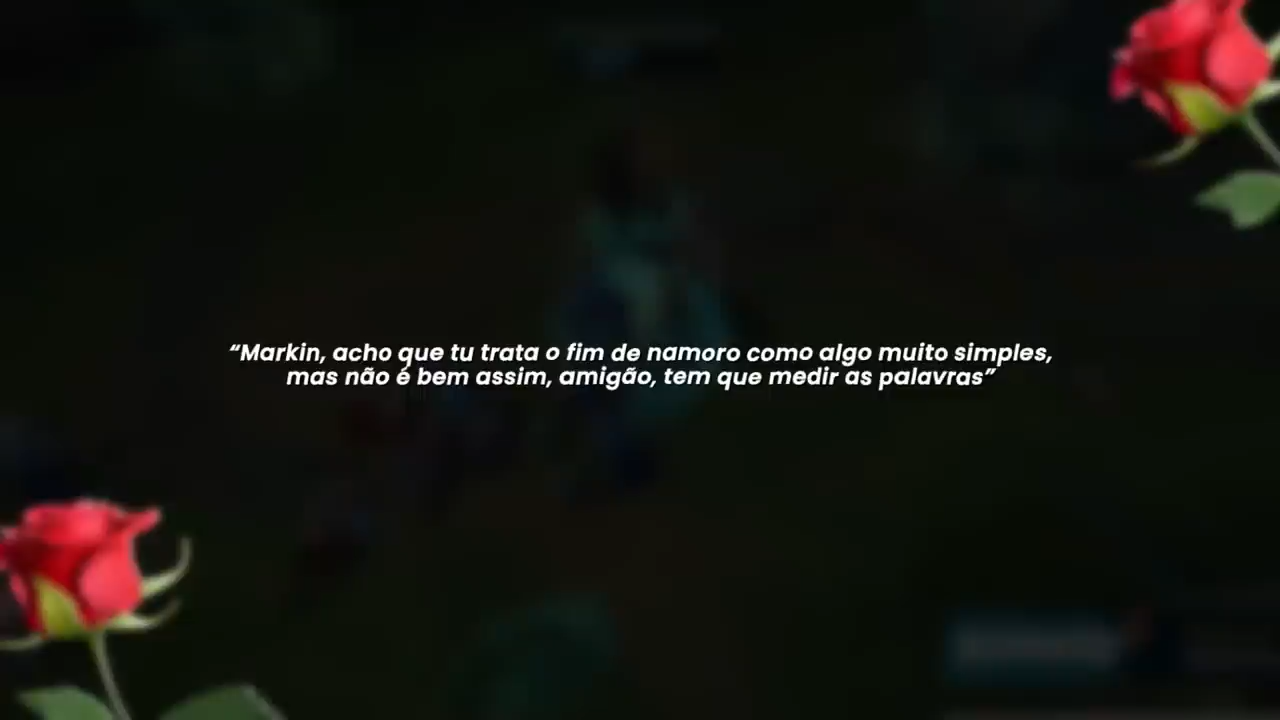 “Markin, acho que tu trata o fim de namoro como algo muito simples,
mas não é bem assim, amigão, tem que medir as palavras”